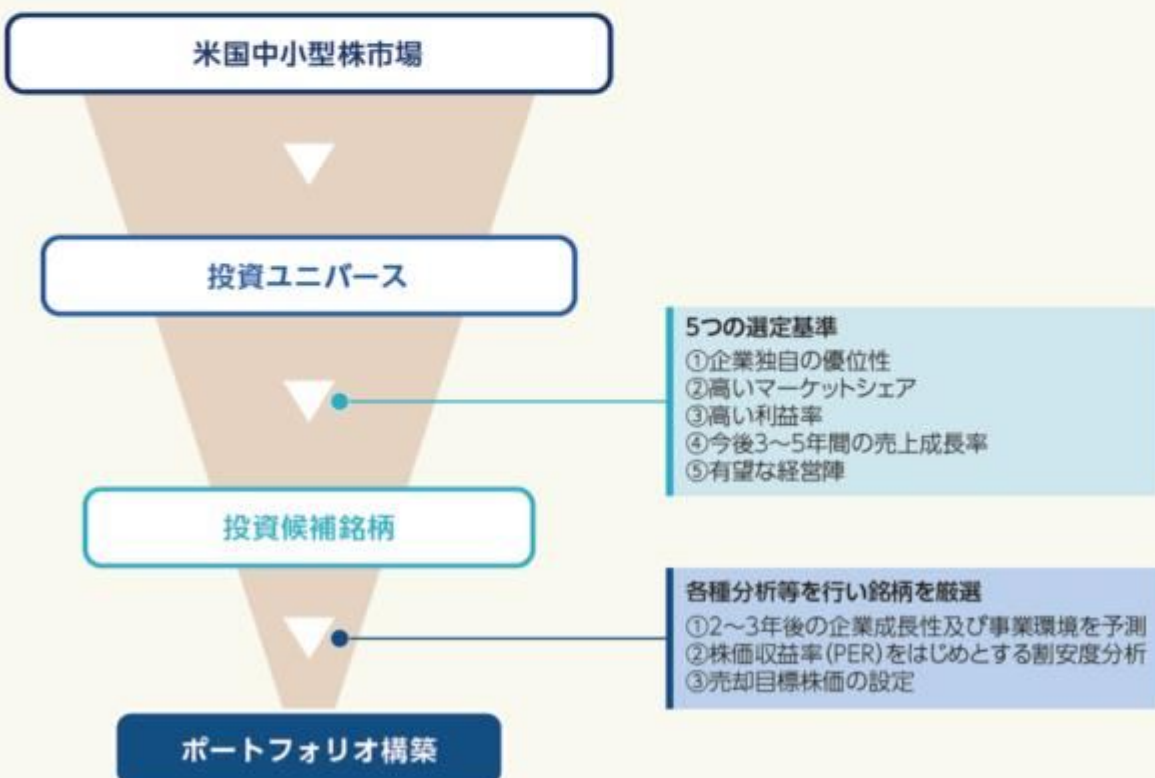 米国中小型株市場
投資ユニバース
5つの選定基準
①企業独自の優位性
②高いマーケットシェア
③高い利益率
④今後3～5年間の売上成長率
⑤有望な経営陣
投資候補銘柄
各種分析等を行い銘柄を厳選
①2～3年後の企業成長性及び事業環境を予測
②株価収益率(PER)をはじめとする割安度分析
③売却目標株価の設定
ポートフォリオ構築